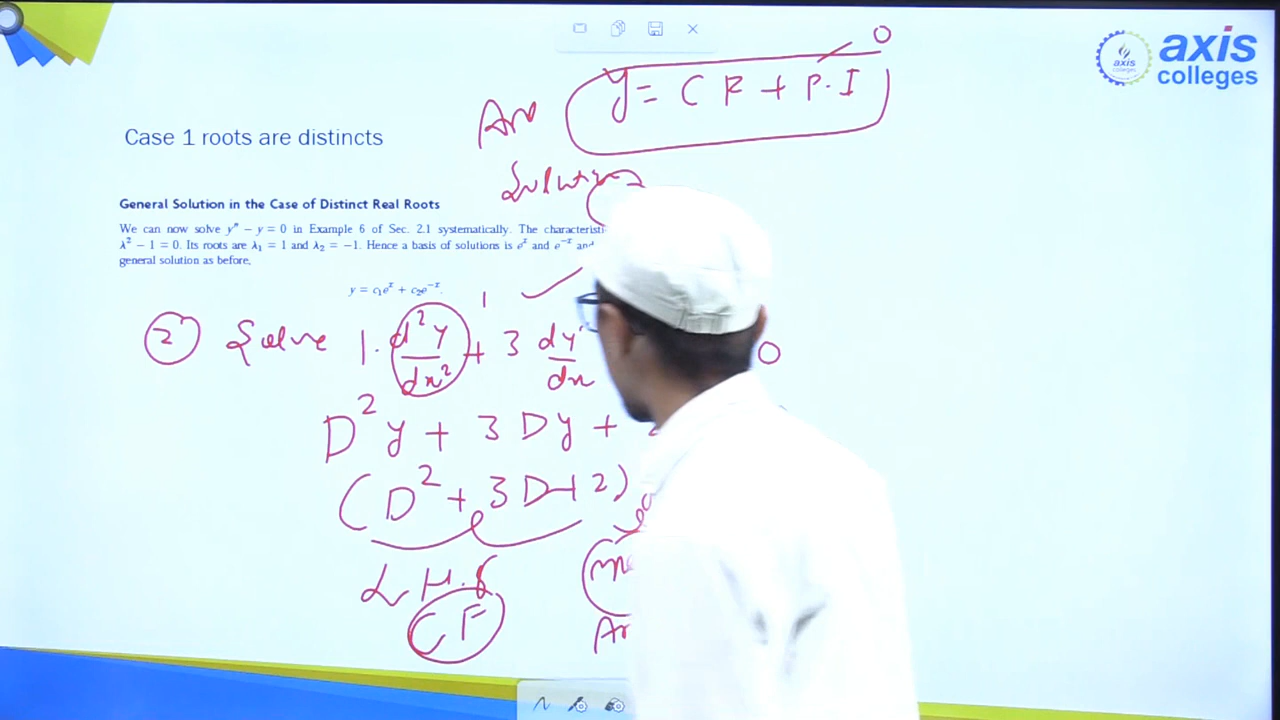 axis
colleges
axis
colleges
y = CF + P.I
0
Case 1 roots are distincts
Solution
General Solution in the Case of Distinct Real Roots
We can now solve y″ − y = 0 in Example 6 of Sec. 2.1 systematically. The characteristi
λ² − 1 = 0. Its roots are λ₁ = 1 and λ₂ = −1. Hence a basis of solutions is eˣ and e⁻ˣ and
general solution as before,
y = c₁eˣ + c₂e⁻ˣ.
2 Solve 1. d²y/dx² + 3 dy/dx 0
D²y + 3Dy +
(D² + 3D + 2)
L.H.S
CF